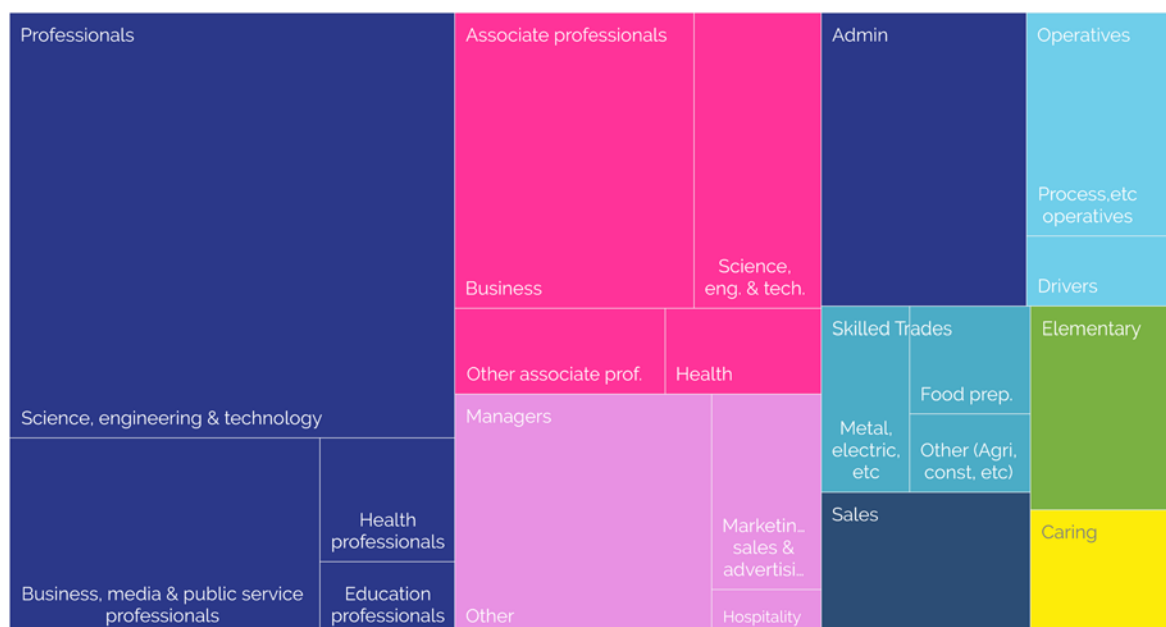 Professionals
Science, engineering & technology
Business, media & public service
professionals
Health
professionals
Education
professionals
Associate professionals
Business
Science,
eng. & tech.
Other associate prof.
Health
Managers
Other
Marketin...
sales &
advertisi...
Hospitality
Admin
Operatives
Process,etc
operatives
Drivers
Skilled Trades
Metal,
electric,
etc
Food prep.
Other (Agri,
const, etc)
Elementary
Sales
Caring